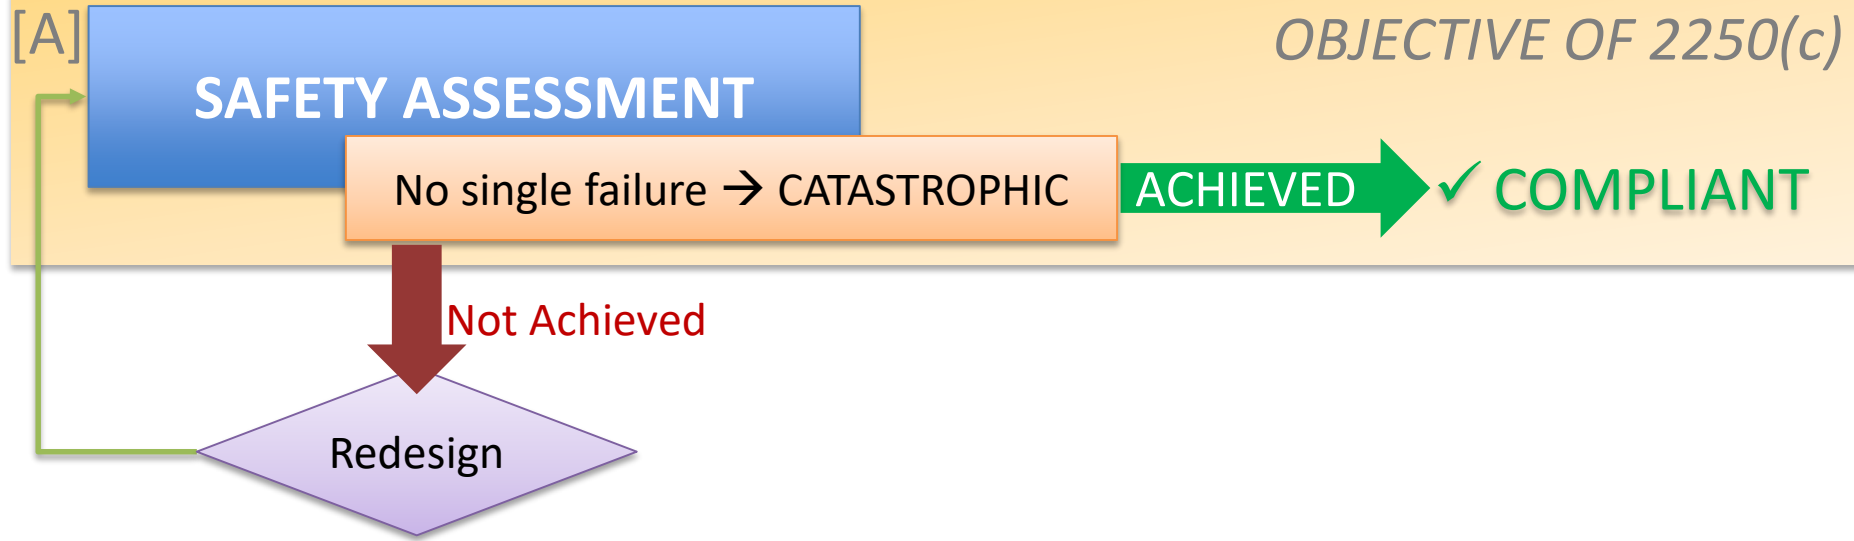 [A]
OBJECTIVE OF 2250(c)
SAFETY ASSESSMENT
No single failure → CATASTROPHIC
ACHIEVED
✓ COMPLIANT
Not Achieved
Redesign